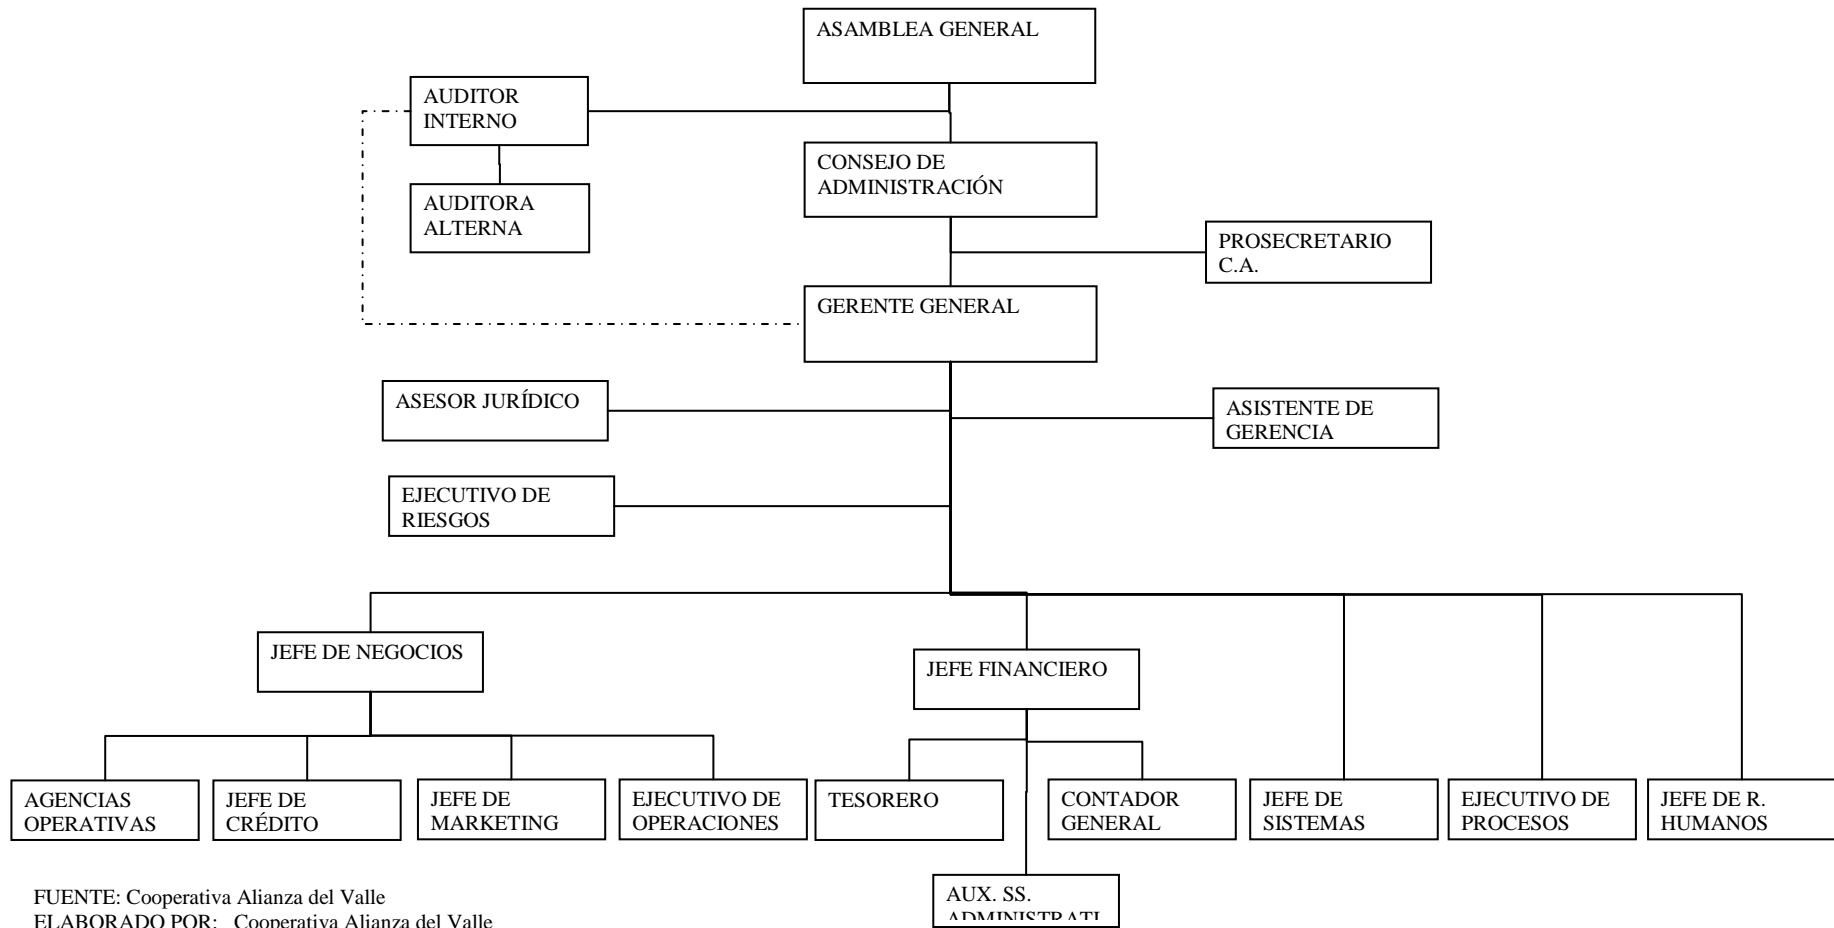 ASAMBLEA GENERAL
AUDITOR
INTERNO
CONSEJO DE
ADMINISTRACIÓN
AUDITORA
ALTERNA
PROSECRETARIO
C.A.
GERENTE GENERAL
ASESOR JURÍDICO
ASISTENTE DE
GERENCIA
EJECUTIVO DE
RIESGOS
JEFE DE NEGOCIOS
JEFE FINANCIERO
AGENCIAS
OPERATIVAS
JEFE DE
CRÉDITO
JEFE DE
MARKETING
EJECUTIVO DE
OPERACIONES
TESORERO
CONTADOR
GENERAL
JEFE DE
SISTEMAS
EJECUTIVO DE
PROCESOS
JEFE DE R.
HUMANOS
AUX. SS.
ADMINISTRATI
FUENTE: Cooperativa Alianza del Valle
ELABORADO POR: Cooperativa Alianza del Valle